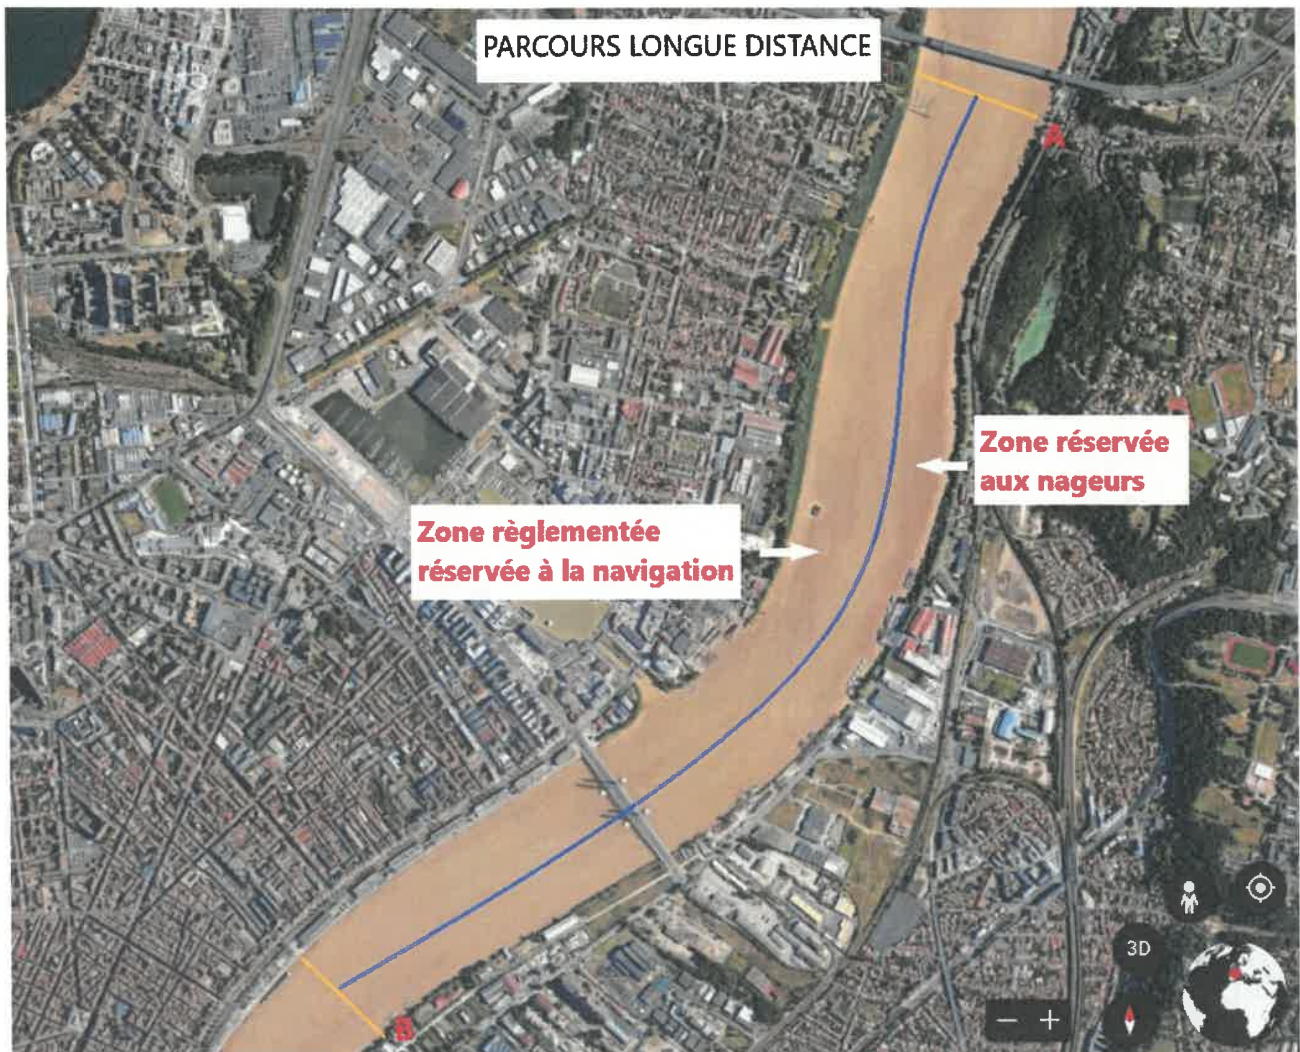 PARCOURS LONGUE DISTANCE
A
Zone réservée
aux nageurs
Zone règlementée
réservée à la navigation
3D
B